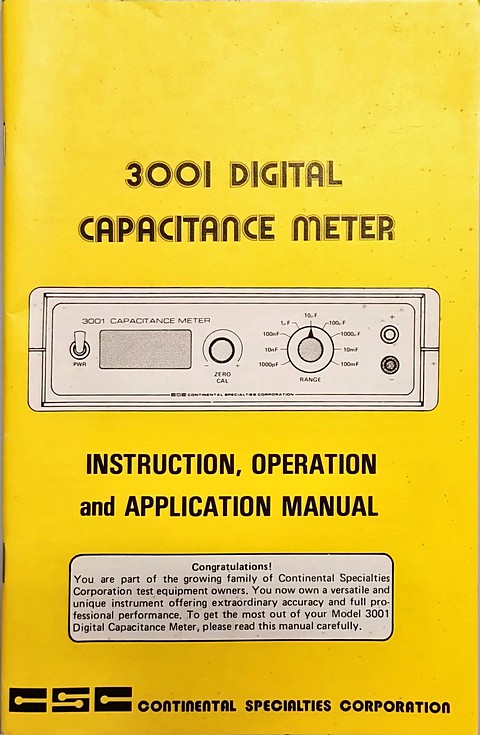 3001 DIGITAL
CAPACITANCE METER
3001 CAPACITANCE METER
PWR
− +
ZERO
CAL
1000pF
10nF
100nF
1μF
10μF
100μF
1000μF
10mF
100mF
RANGE
+
−
CSC CONTINENTAL SPECIALTIES CORPORATION
INSTRUCTION, OPERATION
and APPLICATION MANUAL
Congratulations!
You are part of the growing family of Continental Specialties
Corporation test equipment owners. You now own a versatile and
unique instrument offering extraordinary accuracy and full pro-
fessional performance. To get the most out of your Model 3001
Digital Capacitance Meter, please read this manual carefully.
CSC CONTINENTAL SPECIALTIES CORPORATION